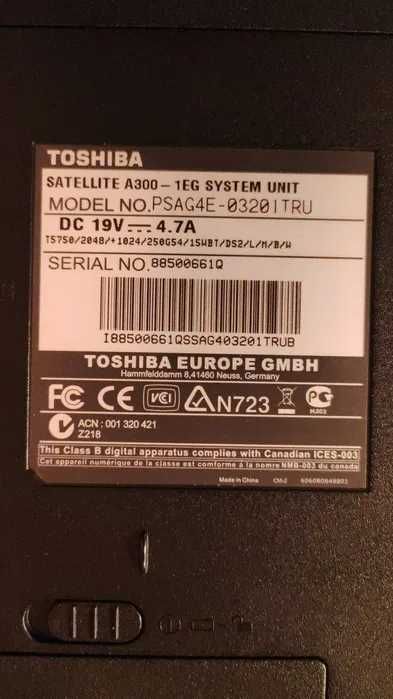 TOSHIBA
SATELLITE A300 - 1EG SYSTEM UNIT
MODEL NO.PSAG4E-03201TRU
DC 19V⎓ 4.7A
T5750/2048/+1024/250G54/15WBT/DS2/L/M/B/W
SERIAL NO.88500661Q
I88500661QSSAG403201TRUB
TOSHIBA EUROPE GMBH
Hammfelddamm 8,41460 Neuss, Germany
FC CE VCI N723 PG
ACN : 001 320 421
Z218
This Class B digital apparatus complies with Canadian ICES-003
Cet appareil numérique de la classe est conforme à la norme NMB-003 du canada
Made in China